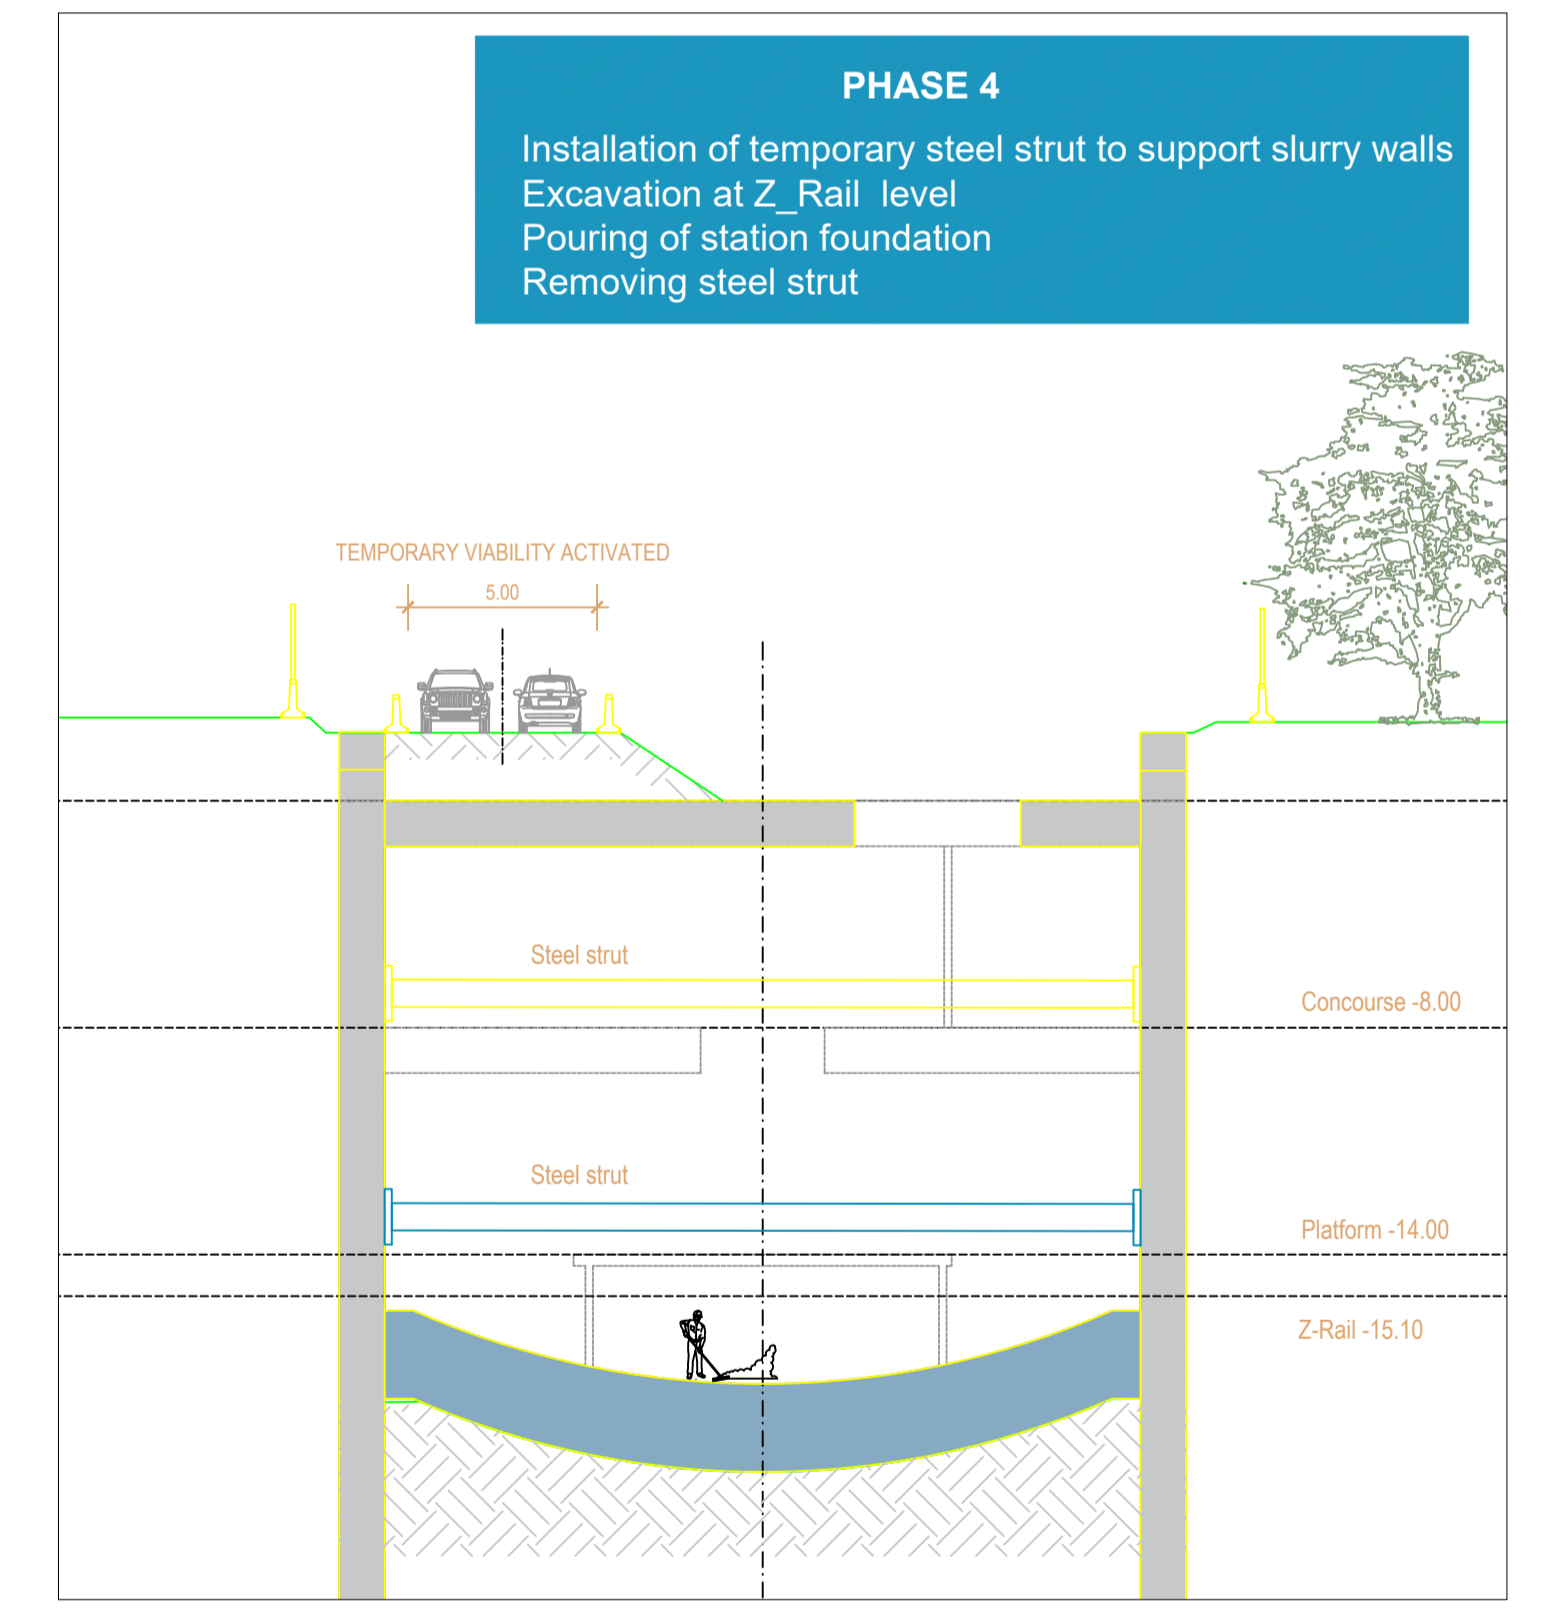 PHASE 4
Installation of temporary steel strut to support slurry walls
Excavation at Z_Rail  level
Pouring of station foundation
Removing steel strut
TEMPORARY VIABILITY ACTIVATED
5.00
Steel strut
Concourse -8.00
Steel strut
Platform -14.00
Z-Rail -15.10